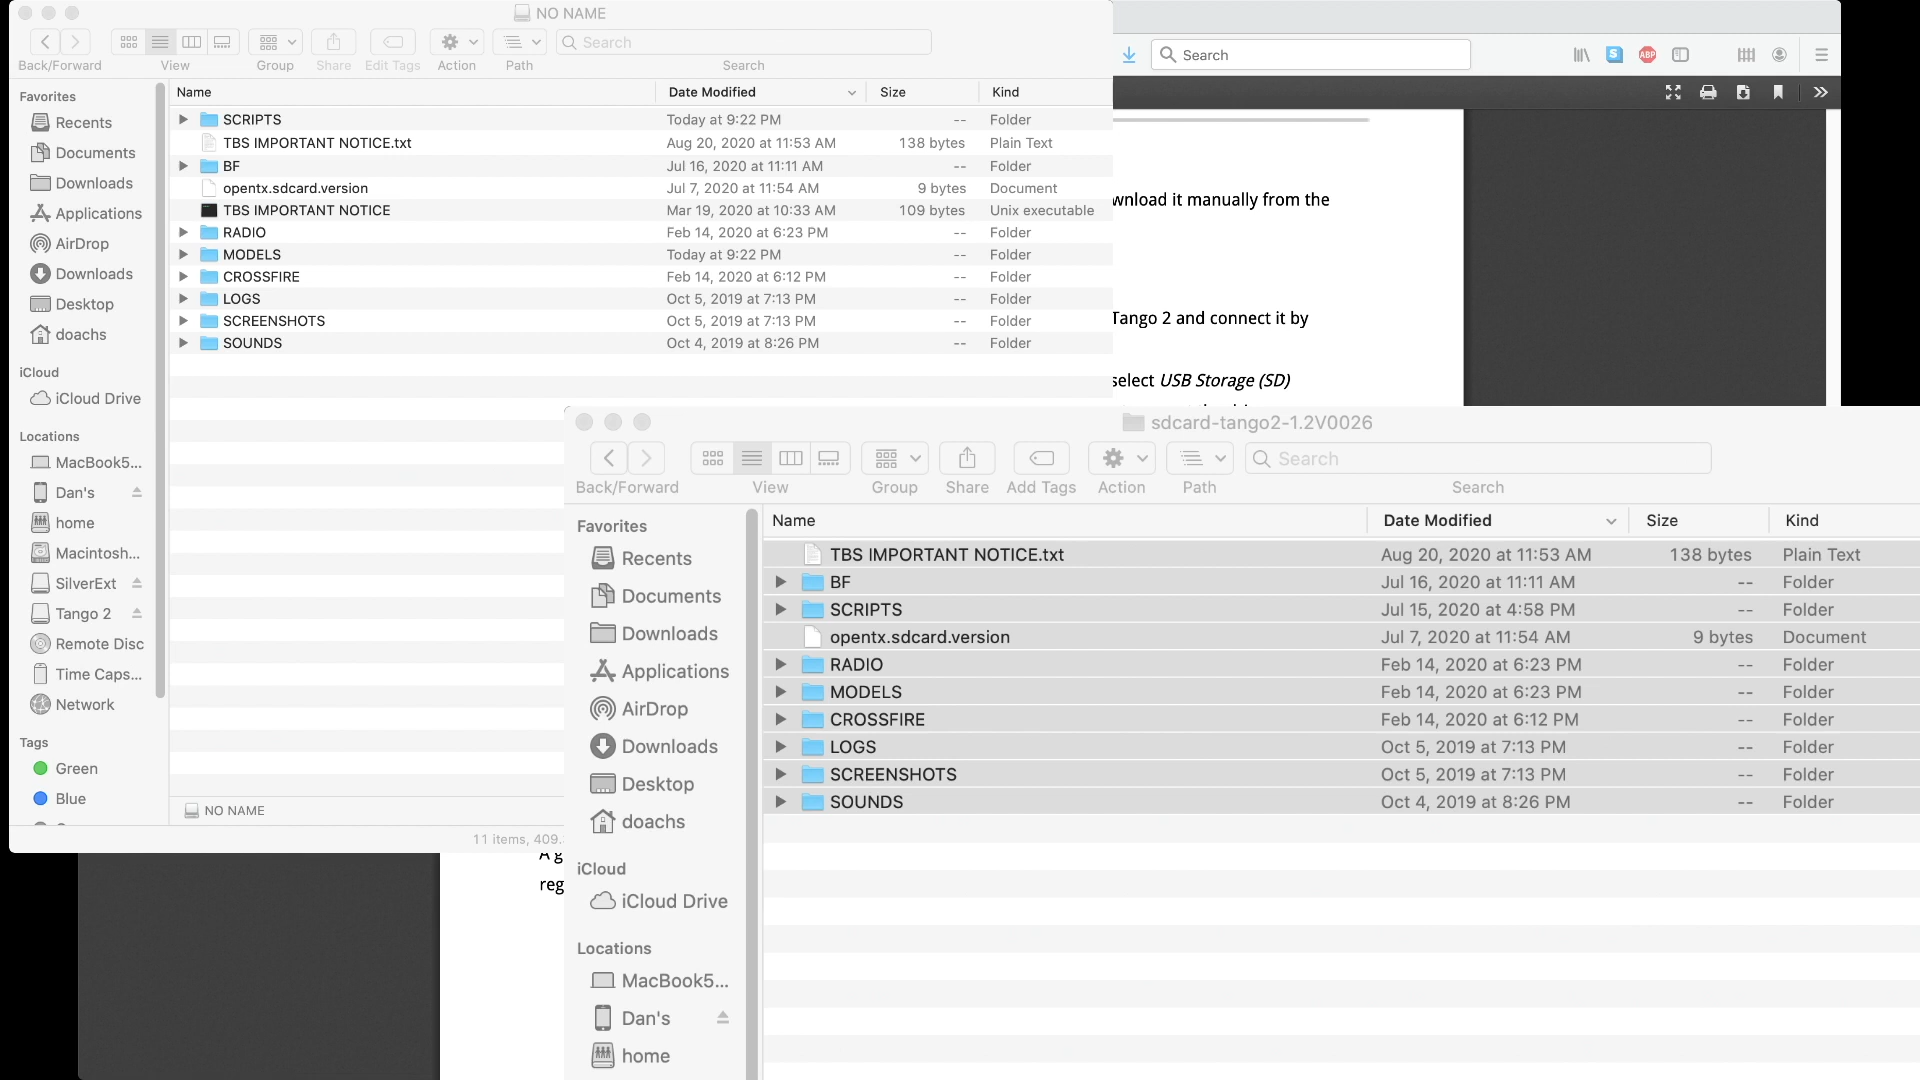 NO NAME
Search
Back/Forward View Group Share Edit Tags Action Path Search
Name Date Modified Size Kind
SCRIPTS Today at 9:22 PM -- Folder
TBS IMPORTANT NOTICE.txt Aug 20, 2020 at 11:53 AM 138 bytes Plain Text
BF Jul 16, 2020 at 11:11 AM -- Folder
opentx.sdcard.version Jul 7, 2020 at 11:54 AM 9 bytes Document
TBS IMPORTANT NOTICE Mar 19, 2020 at 10:33 AM 109 bytes Unix executable
RADIO Feb 14, 2020 at 6:23 PM -- Folder
MODELS Today at 9:22 PM -- Folder
CROSSFIRE Feb 14, 2020 at 6:12 PM -- Folder
LOGS Oct 5, 2019 at 7:13 PM -- Folder
SCREENSHOTS Oct 5, 2019 at 7:13 PM -- Folder
SOUNDS Oct 4, 2019 at 8:26 PM -- Folder
Favorites
Recents
Documents
Downloads
Applications
AirDrop
Downloads
Desktop
doachs
iCloud
iCloud Drive
Locations
MacBook5...
Dan's
home
Macintosh...
SilverExt
Tango 2
Remote Disc
Time Caps...
Network
Tags
Green
Blue
NO NAME
11 items, 409.
Search
S
ABP
wnload it manually from the
Tango 2 and connect it by
select USB Storage (SD)
reg
sdcard-tango2-1.2V0026
Search
Back/Forward View Group Share Add Tags Action Path Search
Name Date Modified Size Kind
TBS IMPORTANT NOTICE.txt Aug 20, 2020 at 11:53 AM 138 bytes Plain Text
BF Jul 16, 2020 at 11:11 AM -- Folder
SCRIPTS Jul 15, 2020 at 4:58 PM -- Folder
opentx.sdcard.version Jul 7, 2020 at 11:54 AM 9 bytes Document
RADIO Feb 14, 2020 at 6:23 PM -- Folder
MODELS Feb 14, 2020 at 6:23 PM -- Folder
CROSSFIRE Feb 14, 2020 at 6:12 PM -- Folder
LOGS Oct 5, 2019 at 7:13 PM -- Folder
SCREENSHOTS Oct 5, 2019 at 7:13 PM -- Folder
SOUNDS Oct 4, 2019 at 8:26 PM -- Folder
Favorites
Recents
Documents
Downloads
Applications
AirDrop
Downloads
Desktop
doachs
iCloud
iCloud Drive
Locations
MacBook5...
Dan's
home